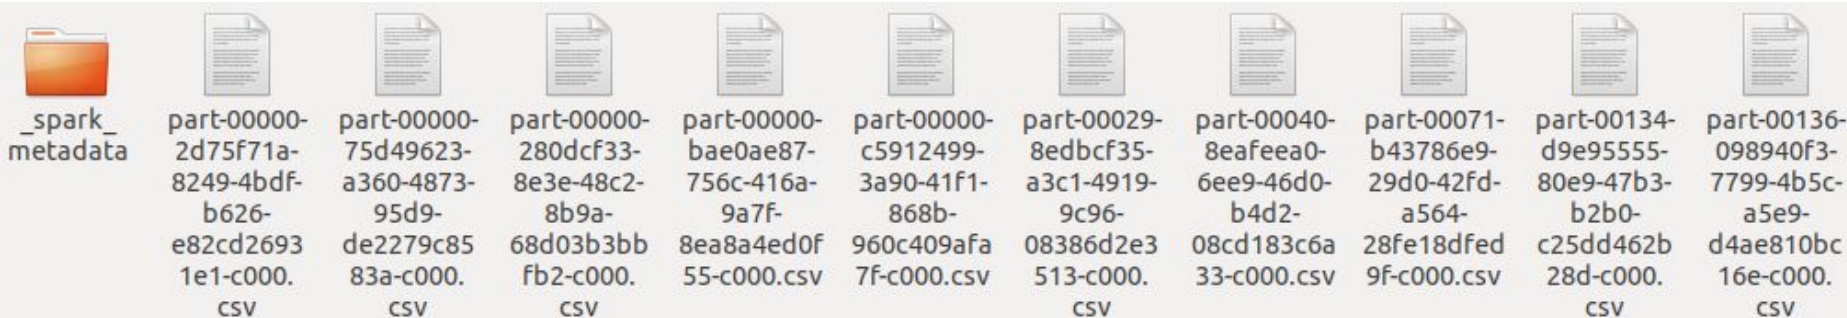 _spark_
metadata
part-00000-
2d75f71a-
8249-4bdf-
b626-
e82cd2693
1e1-c000.
csv
part-00000-
75d49623-
a360-4873-
95d9-
de2279c85
83a-c000.
csv
part-00000-
280dcf33-
8e3e-48c2-
8b9a-
68d03b3bb
fb2-c000.
csv
part-00000-
bae0ae87-
756c-416a-
9a7f-
8ea8a4ed0f
55-c000.csv
part-00000-
c5912499-
3a90-41f1-
868b-
960c409afa
7f-c000.csv
part-00029-
8edbcf35-
a3c1-4919-
9c96-
08386d2e3
513-c000.
csv
part-00040-
8eafeea0-
6ee9-46d0-
b4d2-
08cd183c6a
33-c000.csv
part-00071-
b43786e9-
29d0-42fd-
a564-
28fe18dfed
9f-c000.csv
part-00134-
d9e95555-
80e9-47b3-
b2b0-
c25dd462b
28d-c000.
csv
part-00136-
098940f3-
7799-4b5c-
a5e9-
d4ae810bc
16e-c000.
csv